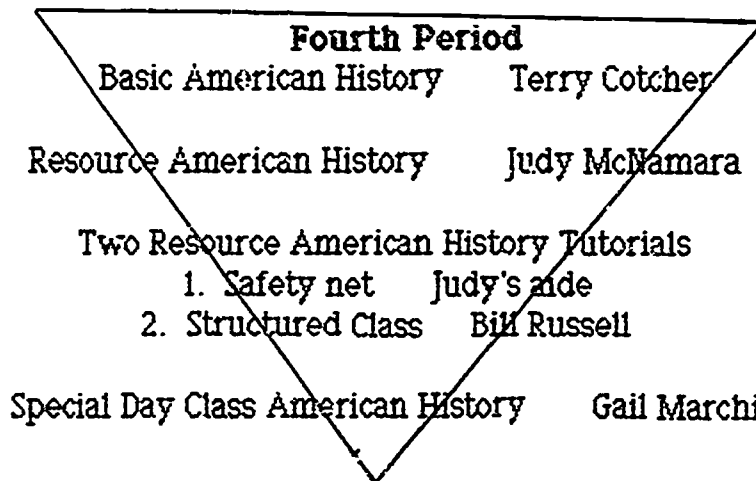 Fourth Period
Basic American History Terry Cotcher
Resource American History Judy McNamara
Two Resource American History Tutorials
1. Safety net Judy's aide
2. Structured Class Bill Russell
Special Day Class American History Gail Marchi